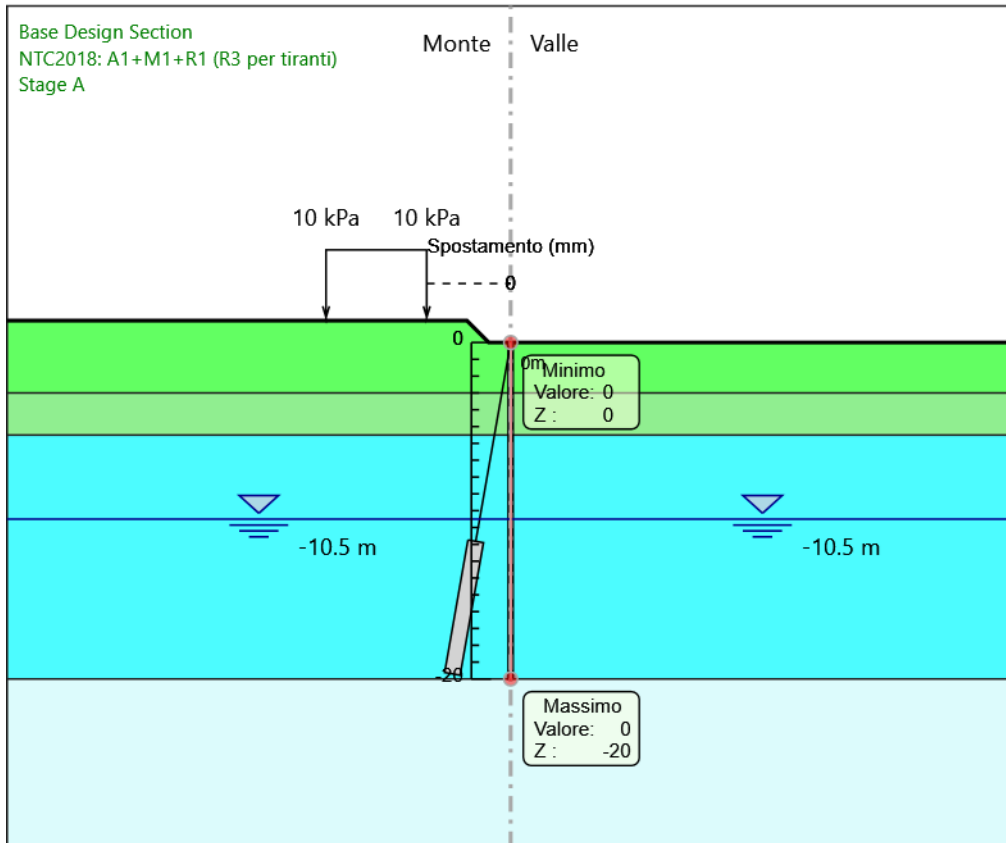 Base Design Section
NTC2018: A1+M1+R1 (R3 per tiranti)
Stage A
Monte
Valle
10 kPa
10 kPa
Spostamento (mm)
0
0
0m
Minimo
Valore: 0
Z : 0
-10.5 m
-10.5 m
-20
Massimo
Valore: 0
Z : -20